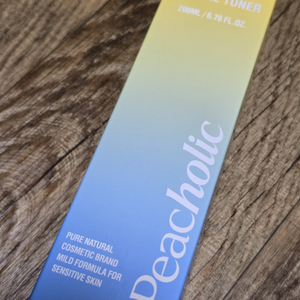 TONER
200ML / 6.76 FL.OZ.
Peacholic
PURE NATURAL
COSMETIC BRAND
MILD FORMULA FOR
SENSITIVE SKIN